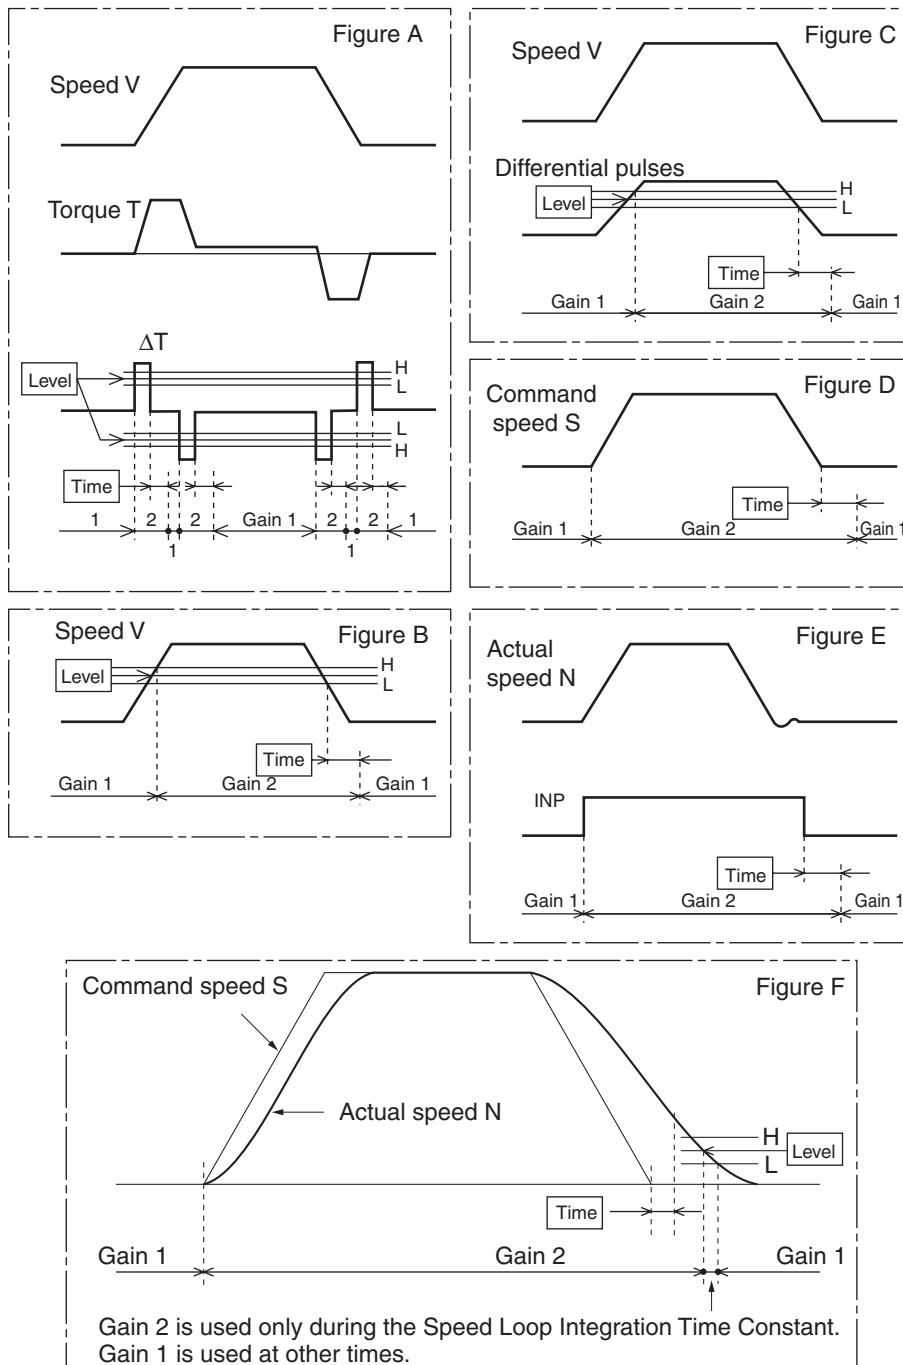 Figure A
Speed V
Torque T
ΔT
H
Level
L
L
H
Time
1 2 2 Gain 1 2 2 1
1 1
Figure B
Speed V
H
Level
L
Time
Gain 1 Gain 2 Gain 1
Figure C
Speed V
Differential pulses
H
Level
L
Time
Gain 1 Gain 2 Gain 1
Figure D
Command
speed S
Time
Gain 1 Gain 2 Gain 1
Figure E
Actual
speed N
INP
Time
Gain 1 Gain 2 Gain 1
Figure F
Command speed S
Actual speed N
H
Level
L
Time
Gain 1 Gain 2 Gain 1
Gain 2 is used only during the Speed Loop Integration Time Constant.
Gain 1 is used at other times.